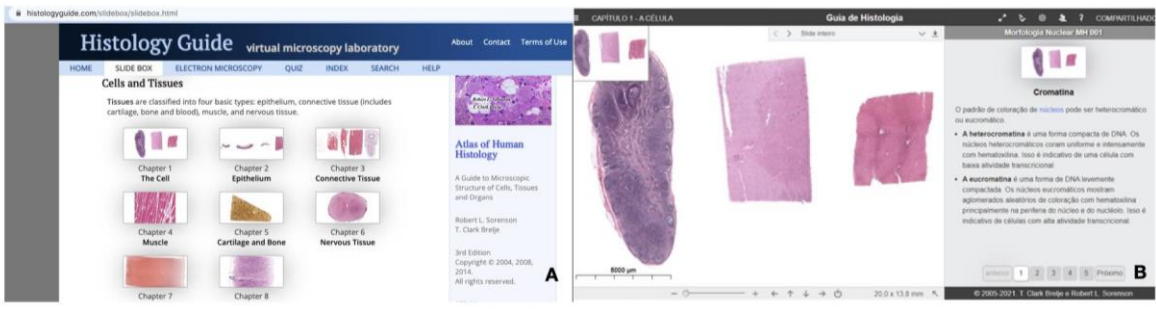 histologyguide.com/slidebox/slidebox.html
Histology Guide virtual microscopy laboratory
About Contact Terms of Use
HOME SLIDE BOX ELECTRON MICROSCOPY QUIZ INDEX SEARCH HELP
Cells and Tissues
Tissues are classified into four basic types: epithelium, connective tissue (includes
cartilage, bone and blood), muscle, and nervous tissue.
Chapter 1
The Cell
Chapter 2
Epithelium
Chapter 3
Connective Tissue
Chapter 4
Muscle
Chapter 5
Cartilage and Bone
Chapter 6
Nervous Tissue
Chapter 7
Chapter 8
Atlas of Human
Histology
A Guide to Microscopic
Structure of Cells, Tissues
and Organs
Robert L. Sorenson
T. Clark Brelje
3rd Edition
Copyright © 2004, 2008,
2014.
All rights reserved.
A
CAPÍTULO 1 - A CÉLULA
Guia de Histologia
? COMPARTILHADO
Slide inteiro
Morfologia Nuclear MH 001
Cromatina
O padrão de coloração de núcleos pode ser heterocromático
ou eucromático.
• A heterocromatina é uma forma compacta de DNA. Os
núcleos heterocromáticos coram uniforme e intensamente
com hematoxilina. Isso é indicativo de uma célula com
baixa atividade transcricional
• A eucromatina é uma forma de DNA levemente
compactada. Os núcleos eucromáticos mostram
aglomerados aleatórios de coloração com hematoxilina
principalmente na periferia do núcleo e do nucléolo. Isso é
indicativo de células com alta atividade transcricional.
anterior 1 2 3 4 5 Próximo
B
8000 µm
20.0 x 13.8 mm
© 2005-2021 T. Clark Brelje e Robert L. Sorenson